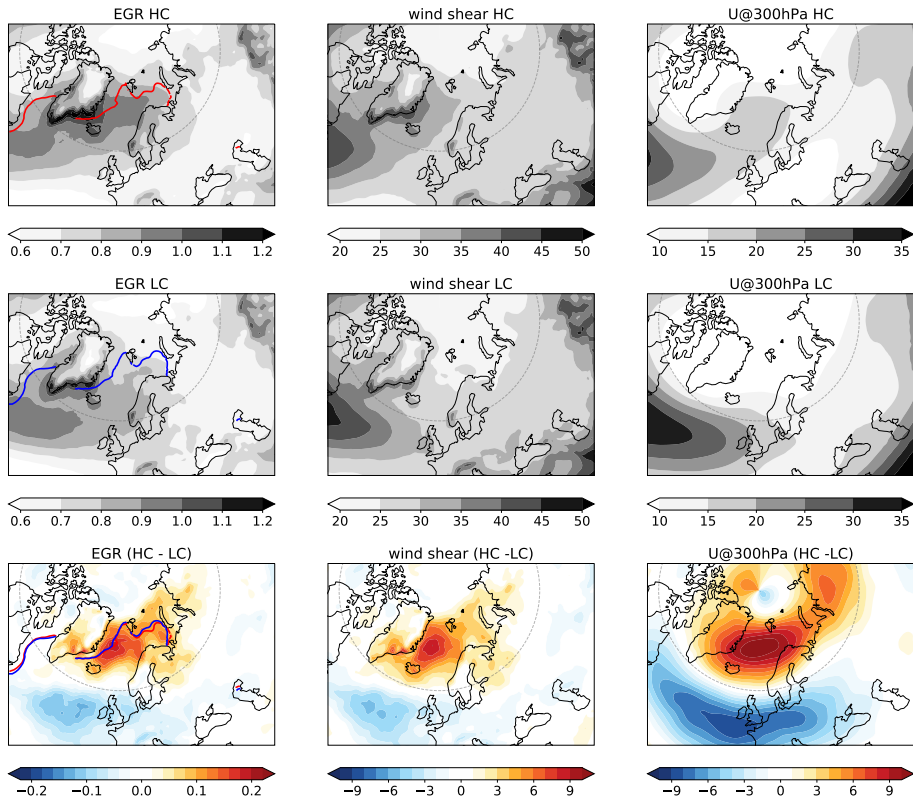 EGR HC
wind shear HC
U@300hPa HC
0.6 0.7 0.8 0.9 1.0 1.1 1.2
20 25 30 35 40 45 50
10 15 20 25 30 35
EGR LC
wind shear LC
U@300hPa LC
0.6 0.7 0.8 0.9 1.0 1.1 1.2
20 25 30 35 40 45 50
10 15 20 25 30 35
EGR (HC - LC)
wind shear (HC -LC)
U@300hPa (HC -LC)
−0.2 −0.1 0.0 0.1 0.2
−9 −6 −3 0 3 6 9
−9 −6 −3 0 3 6 9